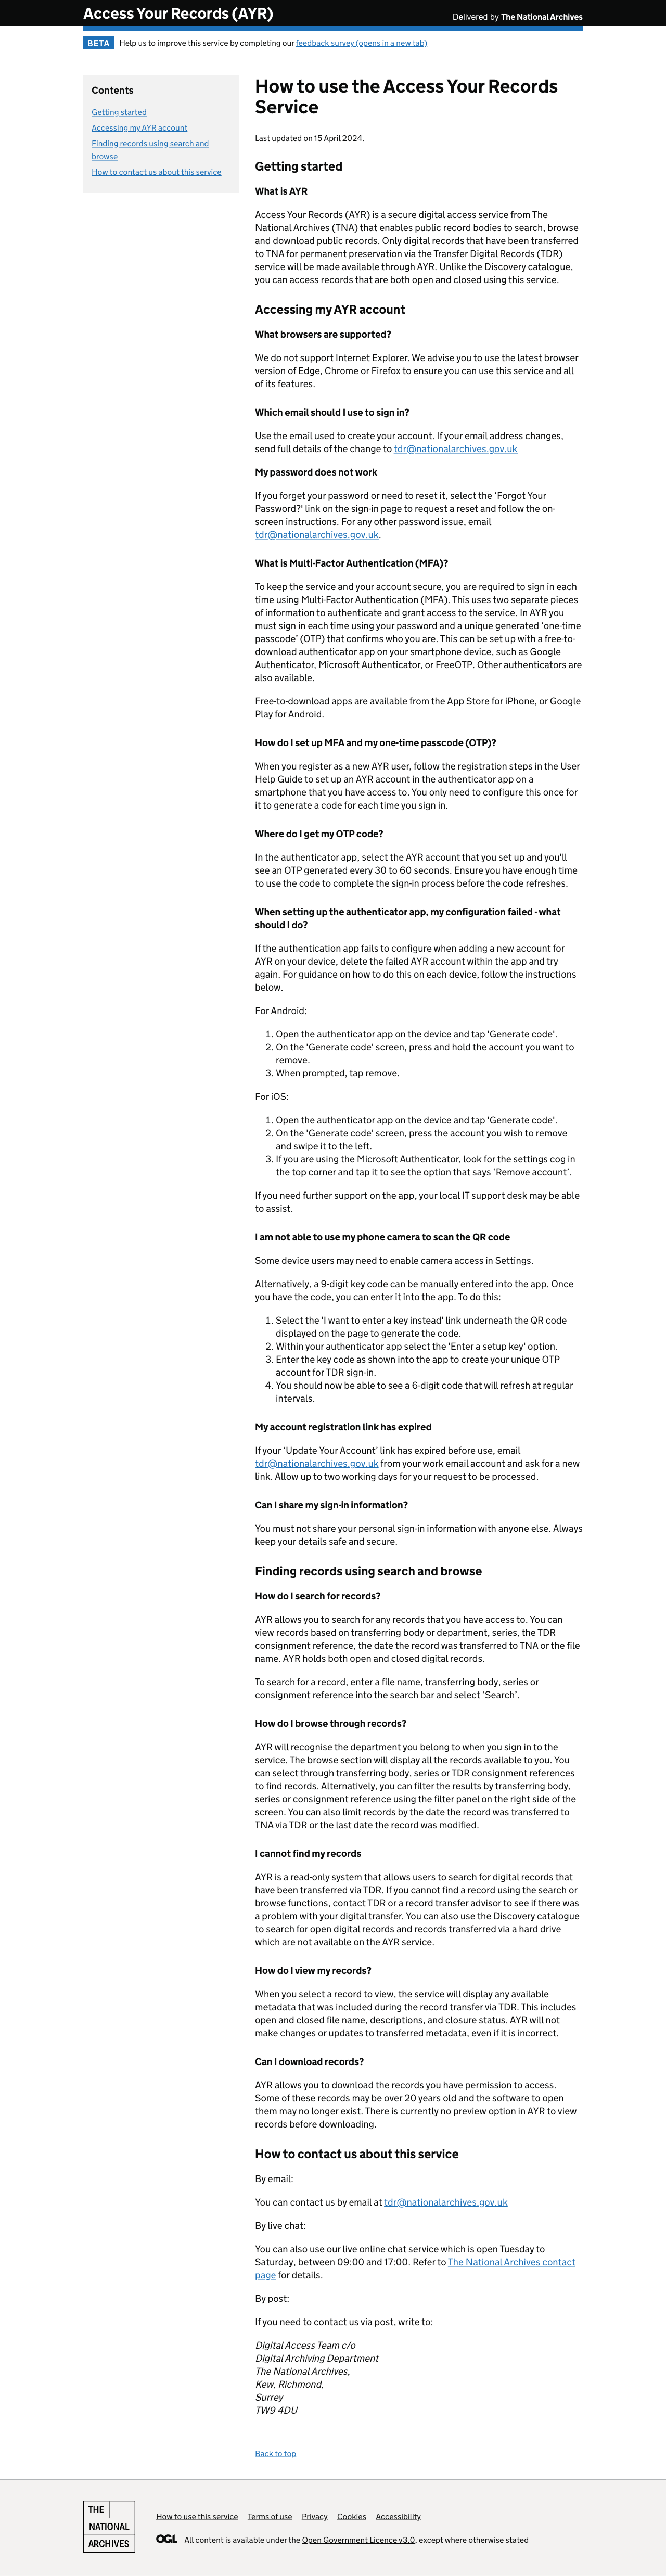 Access Your Records (AYR)
Delivered by The National Archives
BETA
Help us to improve this service by completing our feedback survey (opens in a new tab)
Contents
Getting started
Accessing my AYR account
Finding records using search and
browse
How to contact us about this service
How to use the Access Your Records
Service
Last updated on 15 April 2024.
Getting started
What is AYR
Access Your Records (AYR) is a secure digital access service from The
National Archives (TNA) that enables public record bodies to search, browse
and download public records. Only digital records that have been transferred
to TNA for permanent preservation via the Transfer Digital Records (TDR)
service will be made available through AYR. Unlike the Discovery catalogue,
you can access records that are both open and closed using this service.
Accessing my AYR account
What browsers are supported?
We do not support Internet Explorer. We advise you to use the latest browser
version of Edge, Chrome or Firefox to ensure you can use this service and all
of its features.
Which email should I use to sign in?
Use the email used to create your account. If your email address changes,
send full details of the change to tdr@nationalarchives.gov.uk
My password does not work
If you forget your password or need to reset it, select the ‘Forgot Your
Password?' link on the sign-in page to request a reset and follow the on-
screen instructions. For any other password issue, email
tdr@nationalarchives.gov.uk.
What is Multi-Factor Authentication (MFA)?
To keep the service and your account secure, you are required to sign in each
time using Multi-Factor Authentication (MFA). This uses two separate pieces
of information to authenticate and grant access to the service. In AYR you
must sign in each time using your password and a unique generated ‘one-time
passcode’ (OTP) that confirms who you are. This can be set up with a free-to-
download authenticator app on your smartphone device, such as Google
Authenticator, Microsoft Authenticator, or FreeOTP. Other authenticators are
also available.
Free-to-download apps are available from the App Store for iPhone, or Google
Play for Android.
How do I set up MFA and my one-time passcode (OTP)?
When you register as a new AYR user, follow the registration steps in the User
Help Guide to set up an AYR account in the authenticator app on a
smartphone that you have access to. You only need to configure this once for
it to generate a code for each time you sign in.
Where do I get my OTP code?
In the authenticator app, select the AYR account that you set up and you'll
see an OTP generated every 30 to 60 seconds. Ensure you have enough time
to use the code to complete the sign-in process before the code refreshes.
When setting up the authenticator app, my configuration failed - what
should I do?
If the authentication app fails to configure when adding a new account for
AYR on your device, delete the failed AYR account within the app and try
again. For guidance on how to do this on each device, follow the instructions
below.
For Android:
1. Open the authenticator app on the device and tap 'Generate code'.
2. On the 'Generate code' screen, press and hold the account you want to
remove.
3. When prompted, tap remove.
For iOS:
1. Open the authenticator app on the device and tap 'Generate code'.
2. On the 'Generate code' screen, press the account you wish to remove
and swipe it to the left.
3. If you are using the Microsoft Authenticator, look for the settings cog in
the top corner and tap it to see the option that says ‘Remove account’.
If you need further support on the app, your local IT support desk may be able
to assist.
I am not able to use my phone camera to scan the QR code
Some device users may need to enable camera access in Settings.
Alternatively, a 9-digit key code can be manually entered into the app. Once
you have the code, you can enter it into the app. To do this:
1. Select the 'I want to enter a key instead' link underneath the QR code
displayed on the page to generate the code.
2. Within your authenticator app select the 'Enter a setup key' option.
3. Enter the key code as shown into the app to create your unique OTP
account for TDR sign-in.
4. You should now be able to see a 6-digit code that will refresh at regular
intervals.
My account registration link has expired
If your ‘Update Your Account’ link has expired before use, email
tdr@nationalarchives.gov.uk from your work email account and ask for a new
link. Allow up to two working days for your request to be processed.
Can I share my sign-in information?
You must not share your personal sign-in information with anyone else. Always
keep your details safe and secure.
Finding records using search and browse
How do I search for records?
AYR allows you to search for any records that you have access to. You can
view records based on transferring body or department, series, the TDR
consignment reference, the date the record was transferred to TNA or the file
name. AYR holds both open and closed digital records.
To search for a record, enter a file name, transferring body, series or
consignment reference into the search bar and select ‘Search’.
How do I browse through records?
AYR will recognise the department you belong to when you sign in to the
service. The browse section will display all the records available to you. You
can select through transferring body, series or TDR consignment references
to find records. Alternatively, you can filter the results by transferring body,
series or consignment reference using the filter panel on the right side of the
screen. You can also limit records by the date the record was transferred to
TNA via TDR or the last date the record was modified.
I cannot find my records
AYR is a read-only system that allows users to search for digital records that
have been transferred via TDR. If you cannot find a record using the search or
browse functions, contact TDR or a record transfer advisor to see if there was
a problem with your digital transfer. You can also use the Discovery catalogue
to search for open digital records and records transferred via a hard drive
which are not available on the AYR service.
How do I view my records?
When you select a record to view, the service will display any available
metadata that was included during the record transfer via TDR. This includes
open and closed file name, descriptions, and closure status. AYR will not
make changes or updates to transferred metadata, even if it is incorrect.
Can I download records?
AYR allows you to download the records you have permission to access.
Some of these records may be over 20 years old and the software to open
them may no longer exist. There is currently no preview option in AYR to view
records before downloading.
How to contact us about this service
By email:
You can contact us by email at tdr@nationalarchives.gov.uk
By live chat:
You can also use our live online chat service which is open Tuesday to
Saturday, between 09:00 and 17:00. Refer to The National Archives contact
page for details.
By post:
If you need to contact us via post, write to:
Digital Access Team c/o
Digital Archiving Department
The National Archives,
Kew, Richmond,
Surrey
TW9 4DU
Back to top
THE
NATIONAL
ARCHIVES
How to use this service Terms of use Privacy Cookies Accessibility
OGL All content is available under the Open Government Licence v3.0, except where otherwise stated